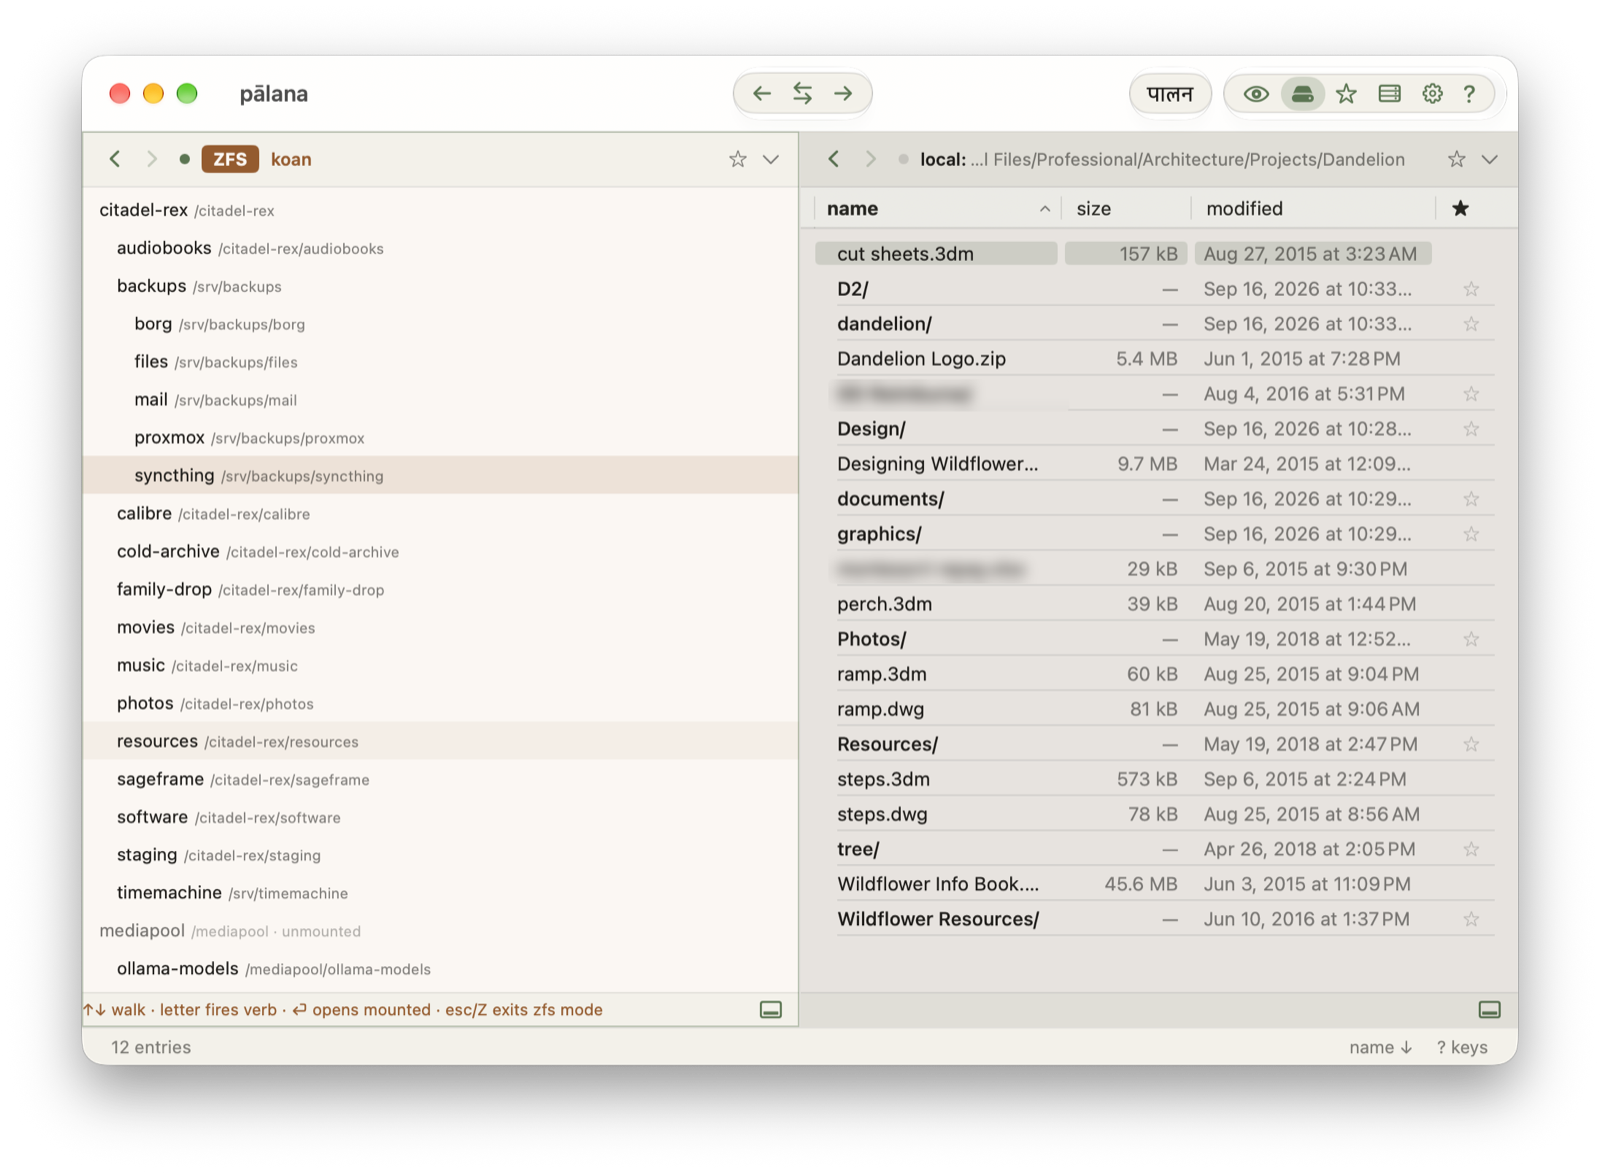 pālana
पालन
?
ZFS koan
citadel-rex /citadel-rex
audiobooks /citadel-rex/audiobooks
backups /srv/backups
borg /srv/backups/borg
files /srv/backups/files
mail /srv/backups/mail
proxmox /srv/backups/proxmox
syncthing /srv/backups/syncthing
calibre /citadel-rex/calibre
cold-archive /citadel-rex/cold-archive
family-drop /citadel-rex/family-drop
movies /citadel-rex/movies
music /citadel-rex/music
photos /citadel-rex/photos
resources /citadel-rex/resources
sageframe /citadel-rex/sageframe
software /citadel-rex/software
staging /citadel-rex/staging
timemachine /srv/timemachine
mediapool /mediapool · unmounted
ollama-models /mediapool/ollama-models
↑↓ walk · letter fires verb · ↩ opens mounted · esc/Z exits zfs mode
local: ...l Files/Professional/Architecture/Projects/Dandelion
name size modified ★
cut sheets.3dm 157 kB Aug 27, 2015 at 3:23 AM
D2/ — Sep 16, 2026 at 10:33...
dandelion/ — Sep 16, 2026 at 10:33...
Dandelion Logo.zip 5.4 MB Jun 1, 2015 at 7:28 PM
— Aug 4, 2016 at 5:31 PM
Design/ — Sep 16, 2026 at 10:28...
Designing Wildflower... 9.7 MB Mar 24, 2015 at 12:09...
documents/ — Sep 16, 2026 at 10:29...
graphics/ — Sep 16, 2026 at 10:29...
29 kB Sep 6, 2015 at 9:30 PM
perch.3dm 39 kB Aug 20, 2015 at 1:44 PM
Photos/ — May 19, 2018 at 12:52...
ramp.3dm 60 kB Aug 25, 2015 at 9:04 PM
ramp.dwg 81 kB Aug 25, 2015 at 9:06 AM
Resources/ — May 19, 2018 at 2:47 PM
steps.3dm 573 kB Sep 6, 2015 at 2:24 PM
steps.dwg 78 kB Aug 25, 2015 at 8:56 AM
tree/ — Apr 26, 2018 at 2:05 PM
Wildflower Info Book.... 45.6 MB Jun 3, 2015 at 11:09 PM
Wildflower Resources/ — Jun 10, 2016 at 1:37 PM
12 entries
name ↓ ? keys